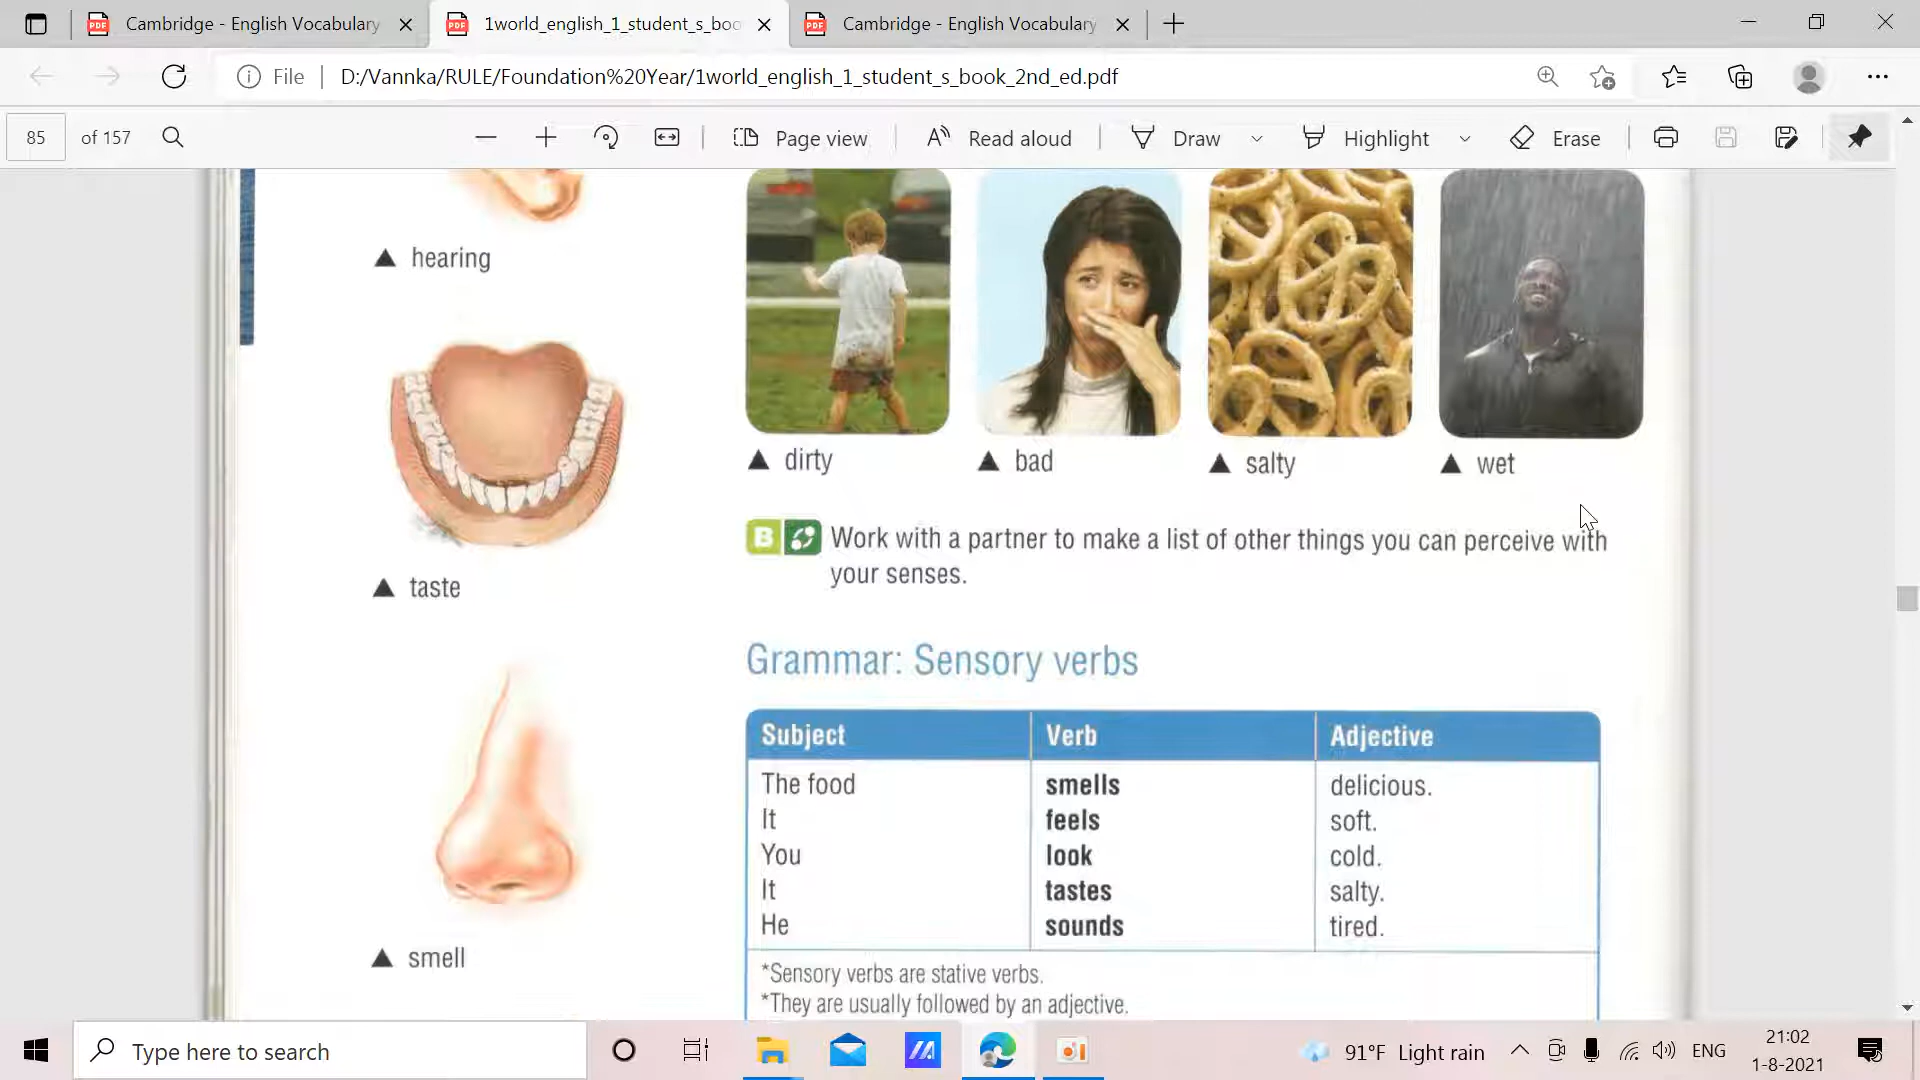 Cambridge - English Vocabulary
1world_english_1_student_s_boo
Cambridge - English Vocabulary
File
D:/Vannka/RULE/Foundation%20Year/1world_english_1_student_s_book_2nd_ed.pdf
85 of 157
Page view
Read aloud
Draw
Highlight
Erase
▲ hearing
▲ taste
▲ smell
▲ dirty
▲ bad
▲ salty
▲ wet
B Work with a partner to make a list of other things you can perceive with
your senses.
Grammar: Sensory verbs
Subject Verb Adjective
The food smells delicious.
It feels soft.
You look cold.
It tastes salty.
He sounds tired.
*Sensory verbs are stative verbs.
*They are usually followed by an adjective.
Type here to search
91°F Light rain
ENG
21:02
1-8-2021